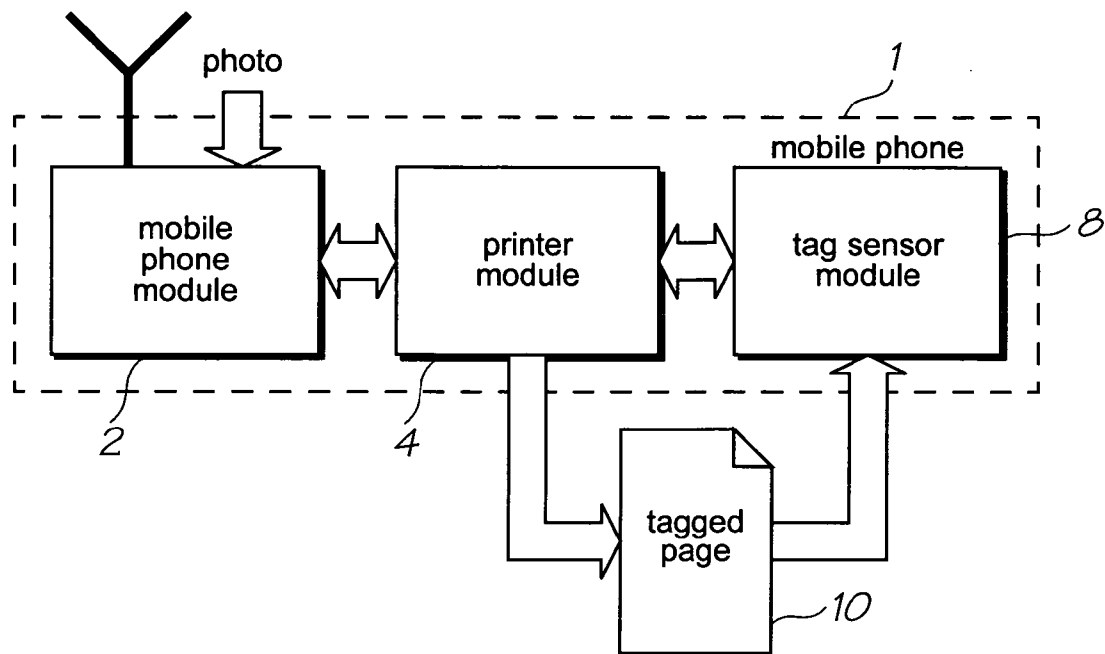 photo
1
mobile phone
mobile
phone
module
printer
module
tag sensor
module
8
2
4
tagged
page
10